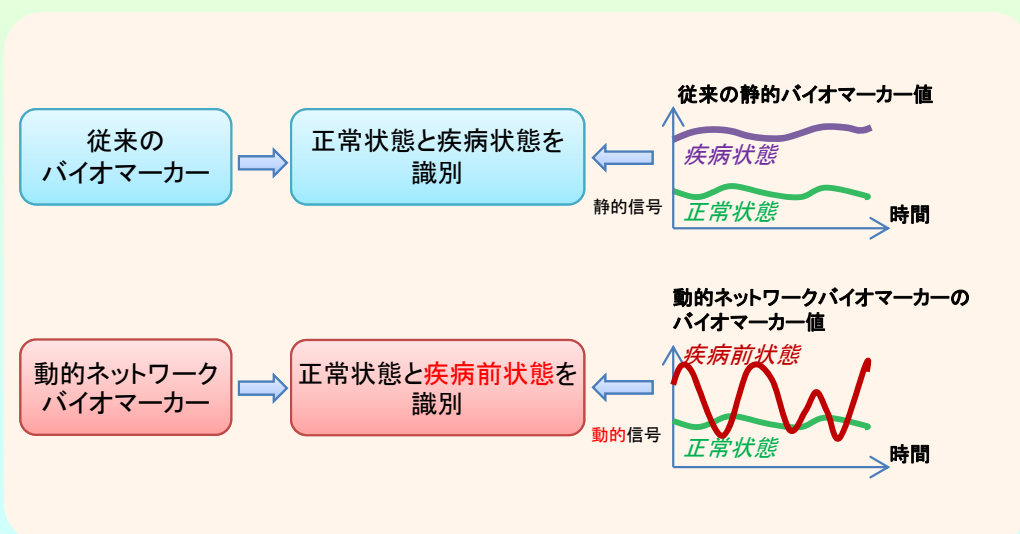 従来の
バイオマーカー
正常状態と疾病状態を
識別
従来の静的バイオマーカー値
疾病状態
静的信号
正常状態
時間
動的ネットワーク
バイオマーカー
正常状態と疾病前状態を
識別
動的ネットワークバイオマーカーの
バイオマーカー値
疾病前状態
動的信号
正常状態
時間